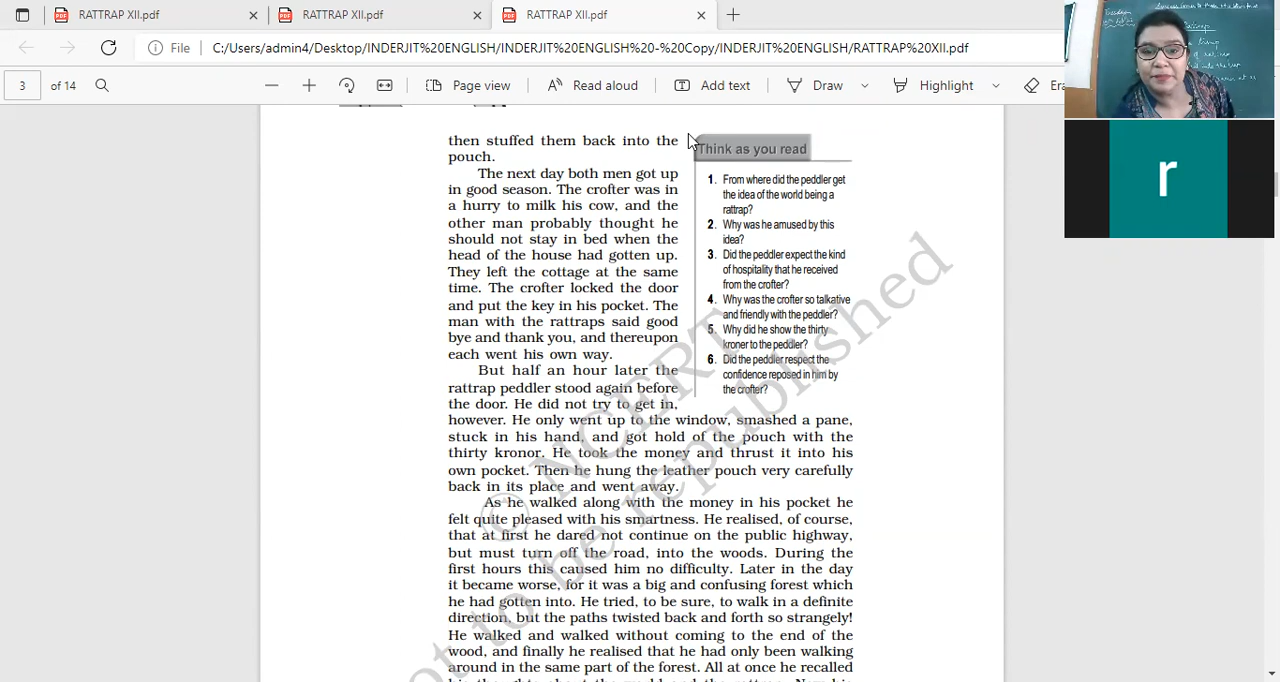 RATTRAP XII.pdf
RATTRAP XII.pdf
RATTRAP XII.pdf
File
C:/Users/admin4/Desktop/INDERJIT%20ENGLISH/INDERJIT%20ENGLISH%20-%20Copy/INDERJIT%20ENGLISH/RATTRAP%20XII.pdf
3 of 14
Page view
Read aloud
Add text
Draw
Highlight
Era
then stuffed them back into the
pouch.
The next day both men got up
in good season. The crofter was in
a hurry to milk his cow, and the
other man probably thought he
should not stay in bed when the
head of the house had gotten up.
They left the cottage at the same
time. The crofter locked the door
and put the key in his pocket. The
man with the rattraps said good
bye and thank you, and thereupon
each went his own way.
But half an hour later the
rattrap peddler stood again before
the door. He did not try to get in,
however. He only went up to the window, smashed a pane,
stuck in his hand, and got hold of the pouch with the
thirty kronor. He took the money and thrust it into his
own pocket. Then he hung the leather pouch very carefully
back in its place and went away.
As he walked along with the money in his pocket he
felt quite pleased with his smartness. He realised, of course,
that at first he dared not continue on the public highway,
but must turn off the road, into the woods. During the
first hours this caused him no difficulty. Later in the day
it became worse, for it was a big and confusing forest which
he had gotten into. He tried, to be sure, to walk in a definite
direction, but the paths twisted back and forth so strangely!
He walked and walked without coming to the end of the
wood, and finally he realised that he had only been walking
around in the same part of the forest. All at once he recalled
Think as you read
1. From where did the peddler get
the idea of the world being a
rattrap?
2. Why was he amused by this
idea?
3. Did the peddler expect the kind
of hospitality that he received
from the crofter?
4. Why was the crofter so talkative
and friendly with the peddler?
5. Why did he show the thirty
kroner to the peddler?
6. Did the peddler respect the
confidence reposed in him by
the crofter?
© NCERT
not to be republished
r